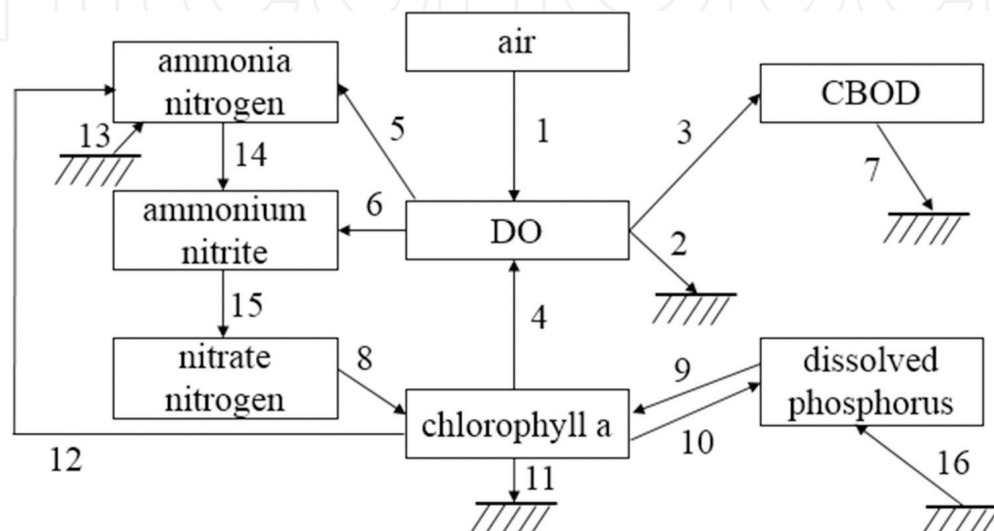 air
ammonia
nitrogen
CBOD
13
5
1
3
14
7
ammonium
nitrite
6
DO
2
15
4
nitrate
nitrogen
8
9
dissolved
phosphorus
chlorophyll a
10
12
11
16